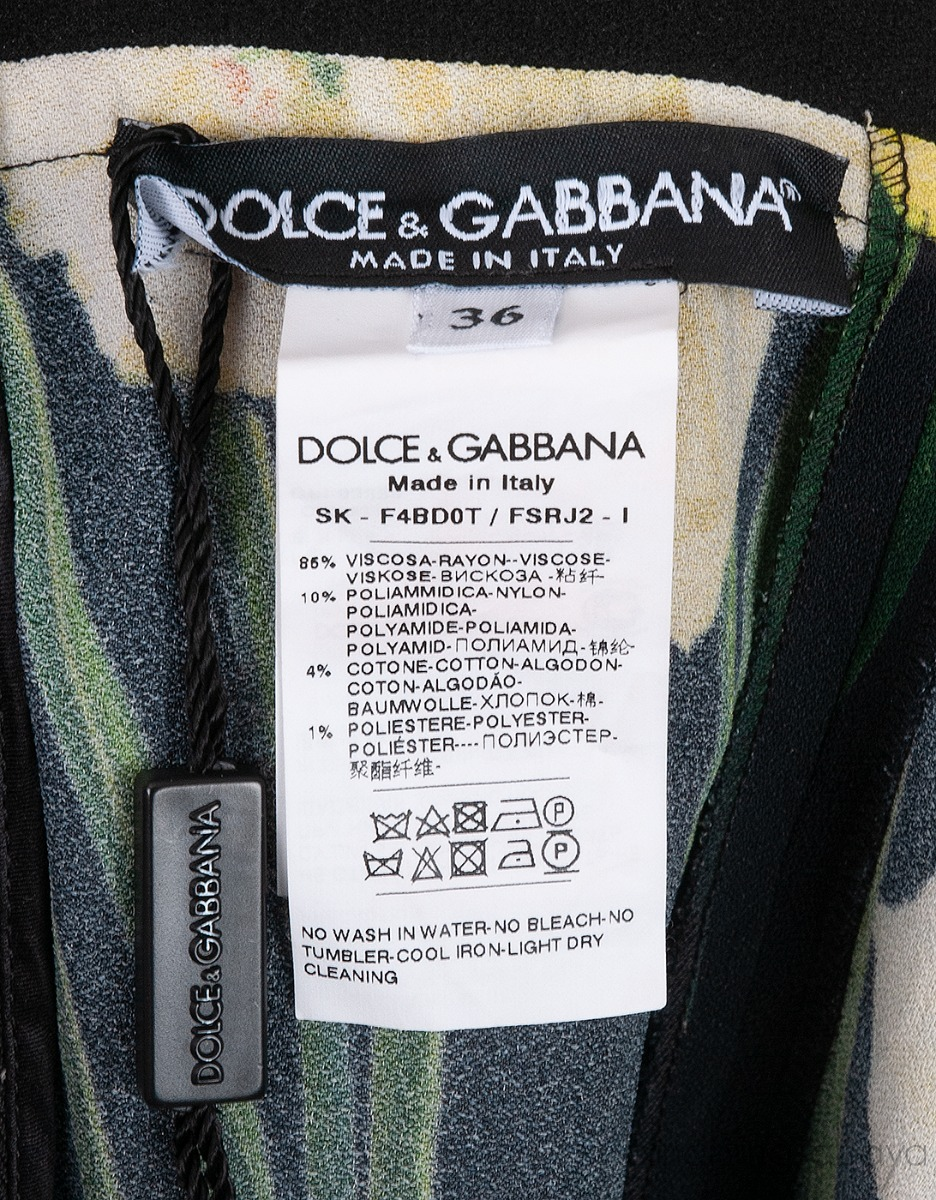 DOLCE & GABBANA
MADE IN ITALY
36
DOLCE & GABBANA
Made in Italy
SK - F4BD0T / FSRJ2 - I
85% VISCOSA-RAYON--VISCOSE-
VISKOSE-ВИСКОЗА -粘纤-
10% POLIAMMIDICA-NYLON-
POLIAMIDICA-
POLYAMIDE-POLIAMIDA-
POLYAMID-ПОЛИАМИД-锦纶-
4% COTONE-COTTON-ALGODON-
COTON-ALGODÁO-
BAUMWOLLE-ХЛОПОК-棉-
1% POLIESTERE-POLYESTER-
POLIÉSTER----ПОЛИЭСТЕР-
聚酯纤维-
P
P
NO WASH IN WATER-NO BLEACH-NO
TUMBLER-COOL IRON-LIGHT DRY
CLEANING
DOLCE & GABBANA